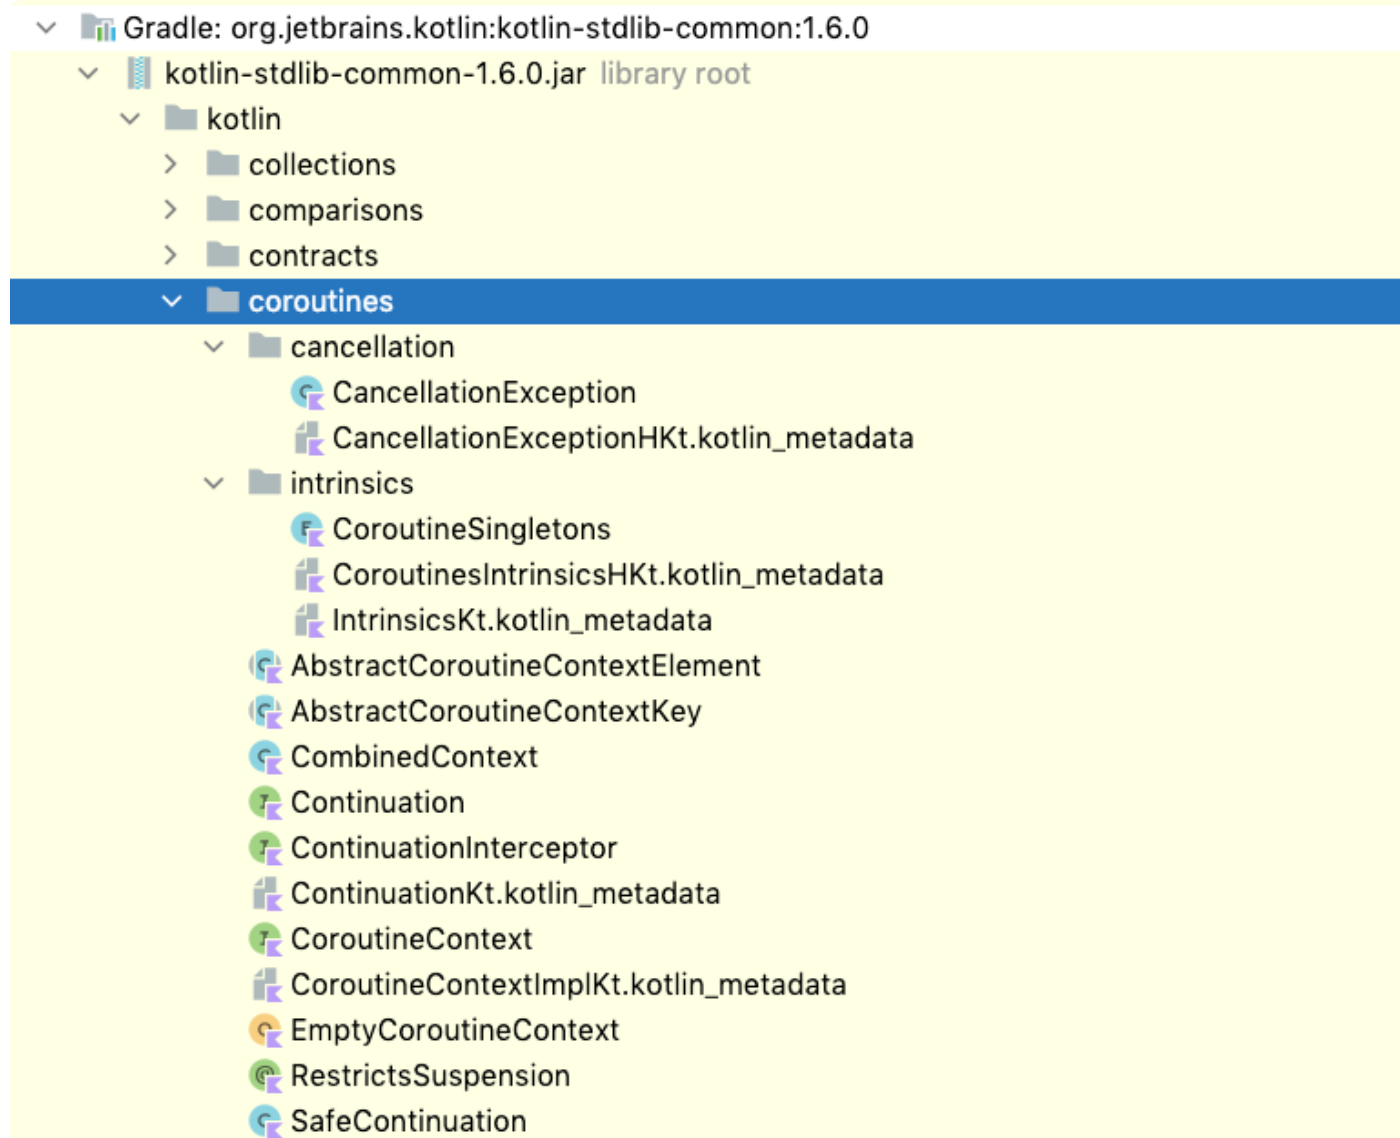 Gradle: org.jetbrains.kotlin:kotlin-stdlib-common:1.6.0
kotlin-stdlib-common-1.6.0.jar library root
kotlin
collections
comparisons
contracts
coroutines
cancellation
CancellationException
CancellationExceptionHKt.kotlin_metadata
intrinsics
CoroutineSingletons
CoroutinesIntrinsicsHKt.kotlin_metadata
IntrinsicsKt.kotlin_metadata
AbstractCoroutineContextElement
AbstractCoroutineContextKey
CombinedContext
Continuation
ContinuationInterceptor
ContinuationKt.kotlin_metadata
CoroutineContext
CoroutineContextImplKt.kotlin_metadata
EmptyCoroutineContext
RestrictsSuspension
SafeContinuation